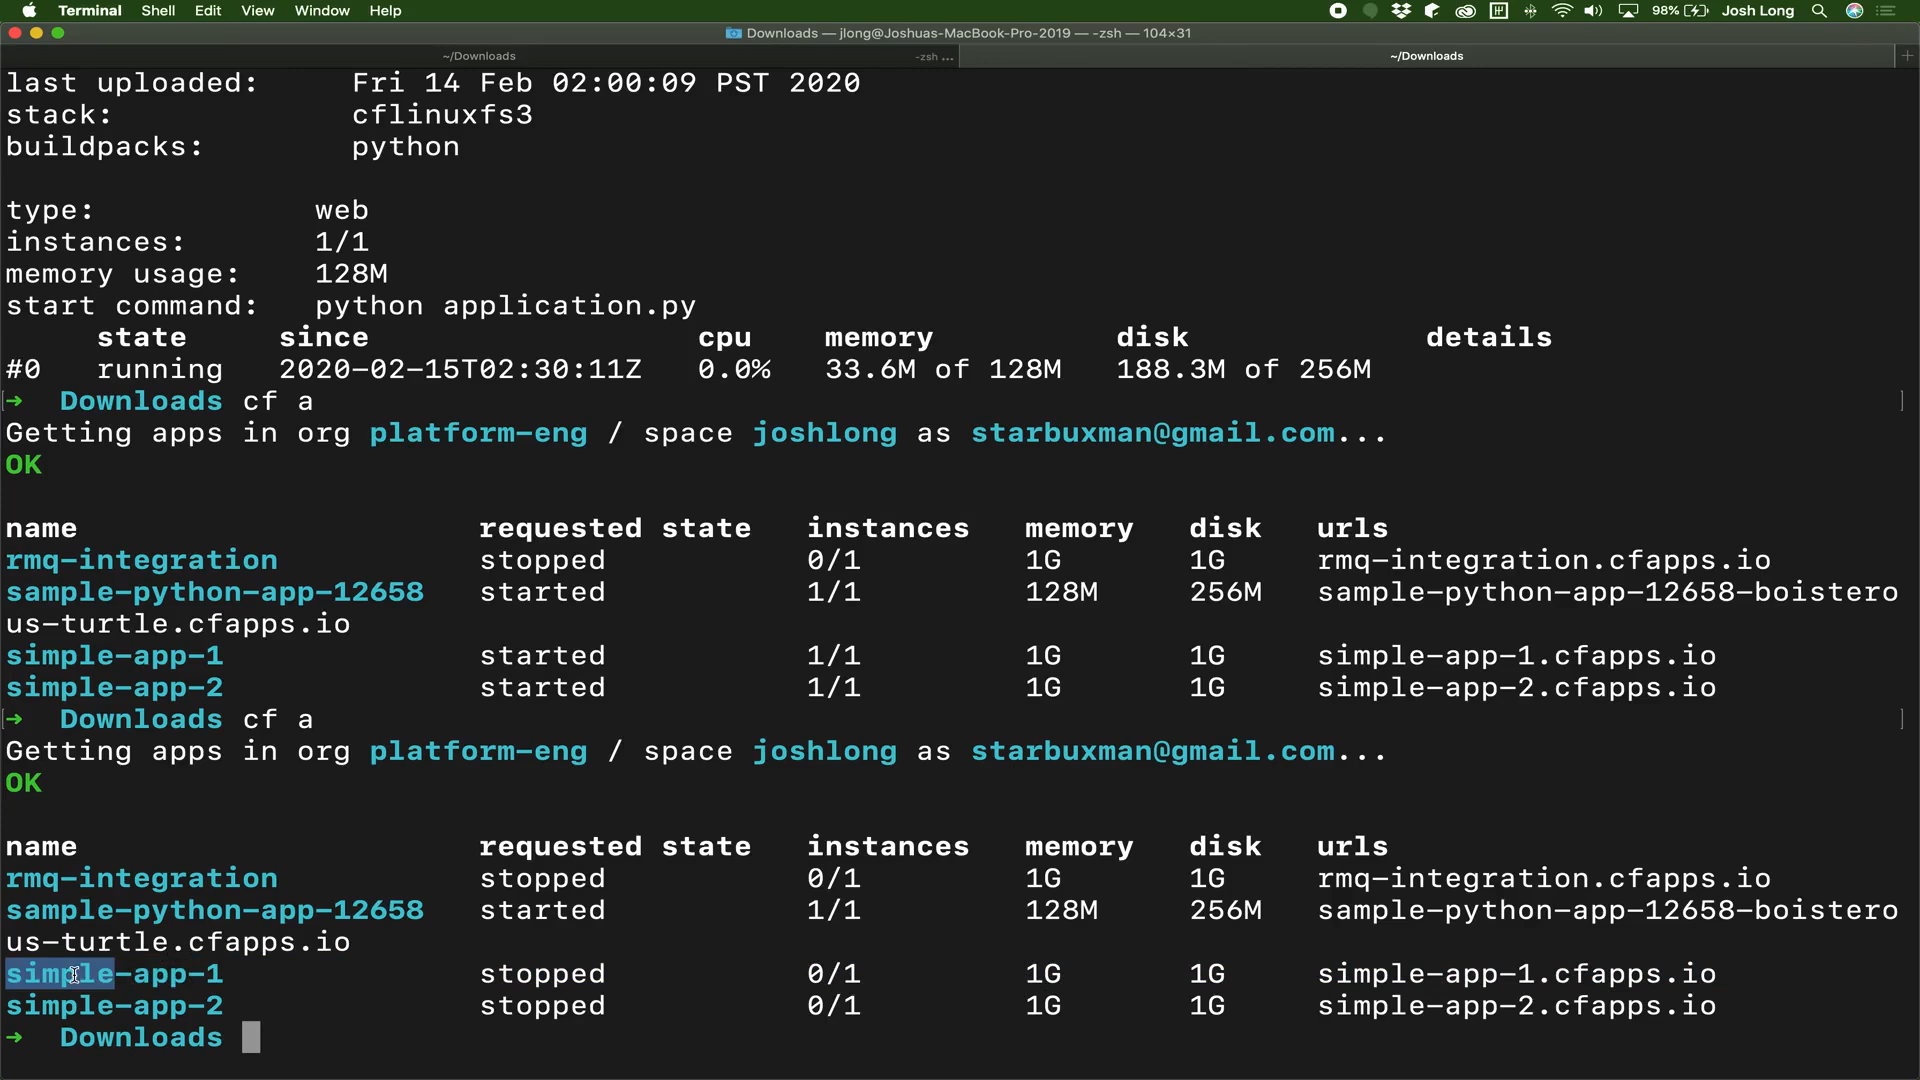 Terminal Shell Edit View Window Help 98% Josh Long
Downloads — jlong@Joshuas-MacBook-Pro-2019 — -zsh — 104×31
~/Downloads -zsh ... ~/Downloads +
last uploaded: Fri 14 Feb 02:00:09 PST 2020
stack: cflinuxfs3
buildpacks: python
type: web
instances: 1/1
memory usage: 128M
start command: python application.py
state since cpu memory disk details
#0 running 2020-02-15T02:30:11Z 0.0% 33.6M of 128M 188.3M of 256M
[→ Downloads cf a ]
Getting apps in org platform-eng / space joshlong as starbuxman@gmail.com...
OK
name requested state instances memory disk urls
rmq-integration stopped 0/1 1G 1G rmq-integration.cfapps.io
sample-python-app-12658 started 1/1 128M 256M sample-python-app-12658-boistero
us-turtle.cfapps.io
simple-app-1 started 1/1 1G 1G simple-app-1.cfapps.io
simple-app-2 started 1/1 1G 1G simple-app-2.cfapps.io
[→ Downloads cf a ]
Getting apps in org platform-eng / space joshlong as starbuxman@gmail.com...
OK
name requested state instances memory disk urls
rmq-integration stopped 0/1 1G 1G rmq-integration.cfapps.io
sample-python-app-12658 started 1/1 128M 256M sample-python-app-12658-boistero
us-turtle.cfapps.io
simple-app-1 stopped 0/1 1G 1G simple-app-1.cfapps.io
simple-app-2 stopped 0/1 1G 1G simple-app-2.cfapps.io
→ Downloads